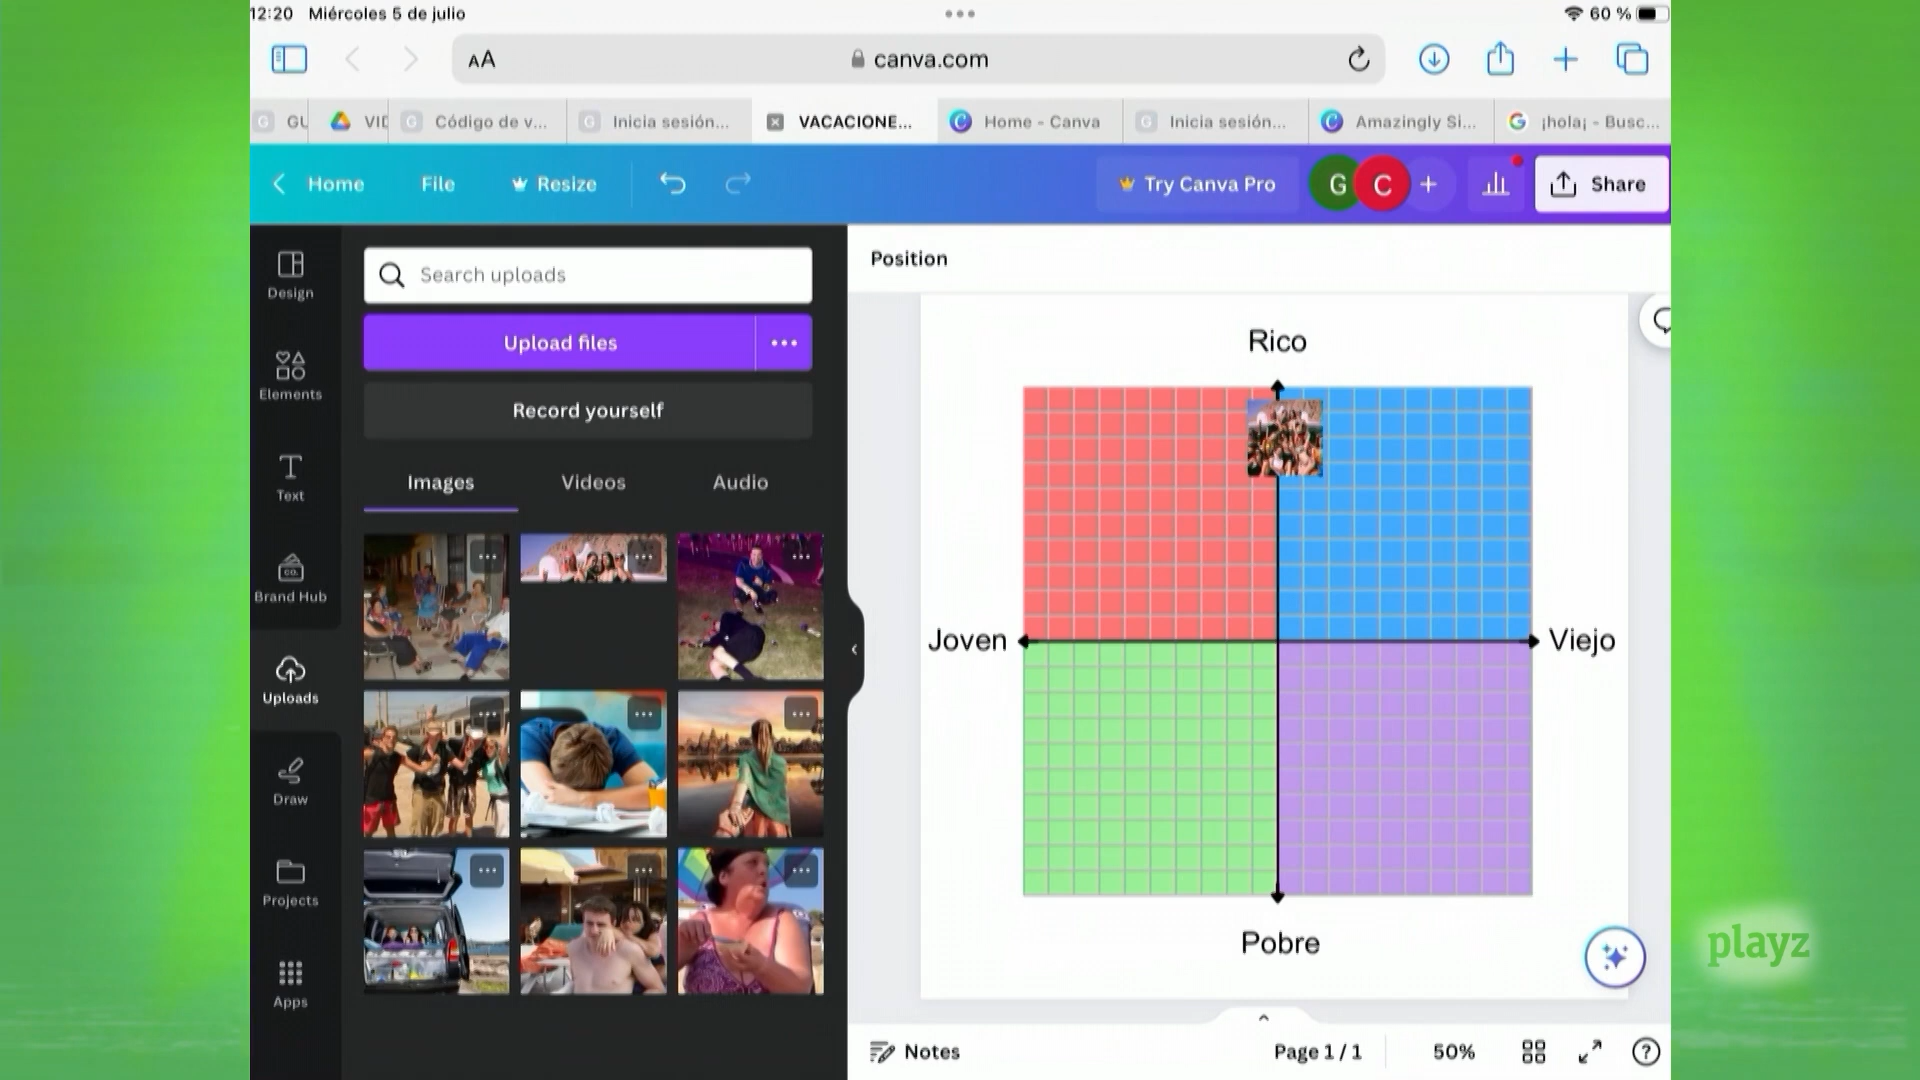 12:20 Miércoles 5 de julio
60 %
AA
canva.com
GU
VID
Código de v...
Inicia sesión...
VACACIONE...
Home - Canva
Inicia sesión...
Amazingly Si...
¡hola¡ - Busc...
Home
File
Resize
Try Canva Pro
G
C
Share
Design
Elements
Text
CO.
Brand Hub
Uploads
Draw
Projects
Apps
Search uploads
Upload files
Record yourself
Images
Videos
Audio
Position
Rico
Joven
Viejo
Pobre
Notes
Page 1 / 1
50%
playz